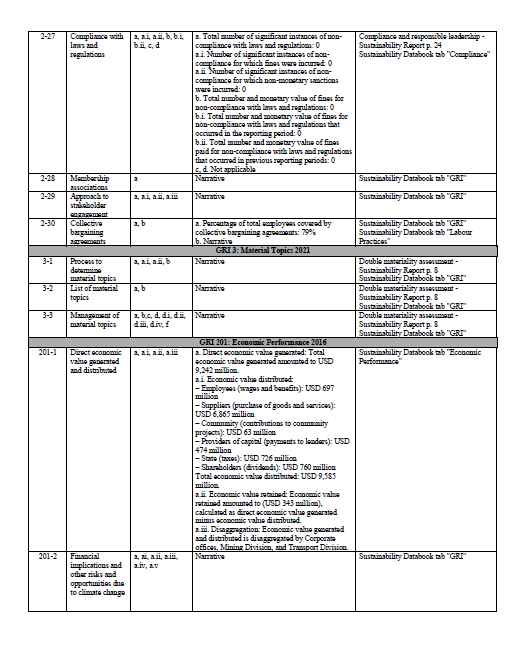 2-27
Compliance with
laws and
regulations
a, a.i, a.ii, b, b.i,
b.ii, c, d
a. Total number of significant instances of non-
compliance with laws and regulations: 0
a.i. Number of significant instances of non-
compliance for which fines were incurred: 0
a.ii. Number of significant instances of non-
compliance for which non-monetary sanctions
were incurred: 0
b. Total number and monetary value of fines for
non-compliance with laws and regulations: 0
b.i. Total number and monetary value of fines for
non-compliance with laws and regulations that
occurred in the reporting period: 0
b.ii. Total number and monetary value of fines
paid for non-compliance with laws and regulations
that occurred in previous reporting periods: 0
c, d. Not applicable
Compliance and responsible leadership -
Sustainability Report p. 24
Sustainability Databook tab "Compliance"
2-28
Membership
associations
a
Narrative
Sustainability Databook tab "GRI"
2-29
Approach to
stakeholder
engagement
a, a.i, a.ii, a.iii
Narrative
Sustainability Databook tab "GRI"
2-30
Collective
bargaining
agreements
a, b
a. Percentage of total employees covered by
collective bargaining agreements: 79%
b. Narrative
Sustainability Databook tab "GRI"
Sustainability Databook tab "Labour
Practices"
GRI 3: Material Topics 2021
3-1
Process to
determine
material topics
a, a.i, a.ii, b
Narrative
Double materiality assessment -
Sustainability Report p. 8
Sustainability Databook tab "GRI"
3-2
List of material
topics
a, b
Narrative
Double materiality assessment -
Sustainability Report p. 8
Sustainability Databook tab "GRI"
3-3
Management of
material topics
a, b,c, d, d.i, d.ii,
d.iii, d.iv, f
Narrative
Double materiality assessment -
Sustainability Report p. 8
Sustainability Databook tab "GRI"
GRI 201: Economic Performance 2016
201-1
Direct economic
value generated
and distributed
a, a.i, a.ii, a.iii
a. Direct economic value generated: Total
economic value generated amounted to USD
9,242 million.
a.i. Economic value distributed:
– Employees (wages and benefits): USD 697
million
– Suppliers (purchase of goods and services):
USD 6,865 million
– Community (contributions to community
projects): USD 63 million
– Providers of capital (payments to lenders): USD
474 million
– State (taxes): USD 726 million
– Shareholders (dividends): USD 760 million
Total economic value distributed: USD 9,585
million.
a.ii. Economic value retained: Economic value
retained amounted to (USD 343 million),
calculated as direct economic value generated
minus economic value distributed.
a.iii. Disaggregation: Economic value generated
and distributed is disaggregated by Corporate
offices, Mining Division, and Transport Division.
Sustainability Databook tab "Economic
Performance"
201-2
Financial
implications and
other risks and
opportunities due
to climate change
a, ai, a.ii, a.iii,
a.iv, a.v
Narrative
Sustainability Databook tab "GRI"